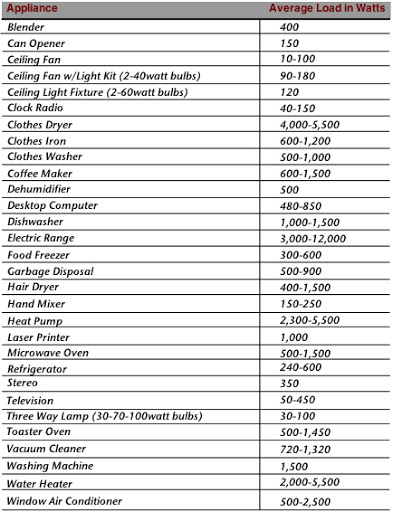 Appliance Average Load in Watts
Blender 400
Can Opener 150
Ceiling Fan 10-100
Ceiling Fan w/Light Kit (2-40watt bulbs) 90-180
Ceiling Light Fixture (2-60watt bulbs) 120
Clock Radio 40-150
Clothes Dryer 4,000-5,500
Clothes Iron 600-1,200
Clothes Washer 500-1,000
Coffee Maker 600-1,500
Dehumidifier 500
Desktop Computer 480-850
Dishwasher 1,000-1,500
Electric Range 3,000-12,000
Food Freezer 300-600
Garbage Disposal 500-900
Hair Dryer 400-1,500
Hand Mixer 150-250
Heat Pump 2,300-5,500
Laser Printer 1,000
Microwave Oven 500-1,500
Refrigerator 240-600
Stereo 350
Television 50-450
Three Way Lamp (30-70-100watt bulbs) 30-100
Toaster Oven 500-1,450
Vacuum Cleaner 720-1,320
Washing Machine 1,500
Water Heater 2,000-5,500
Window Air Conditioner 500-2,500